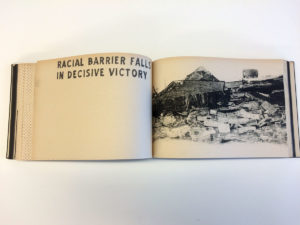 RACIAL BARRIER FALLS
IN DECISIVE VICTORY